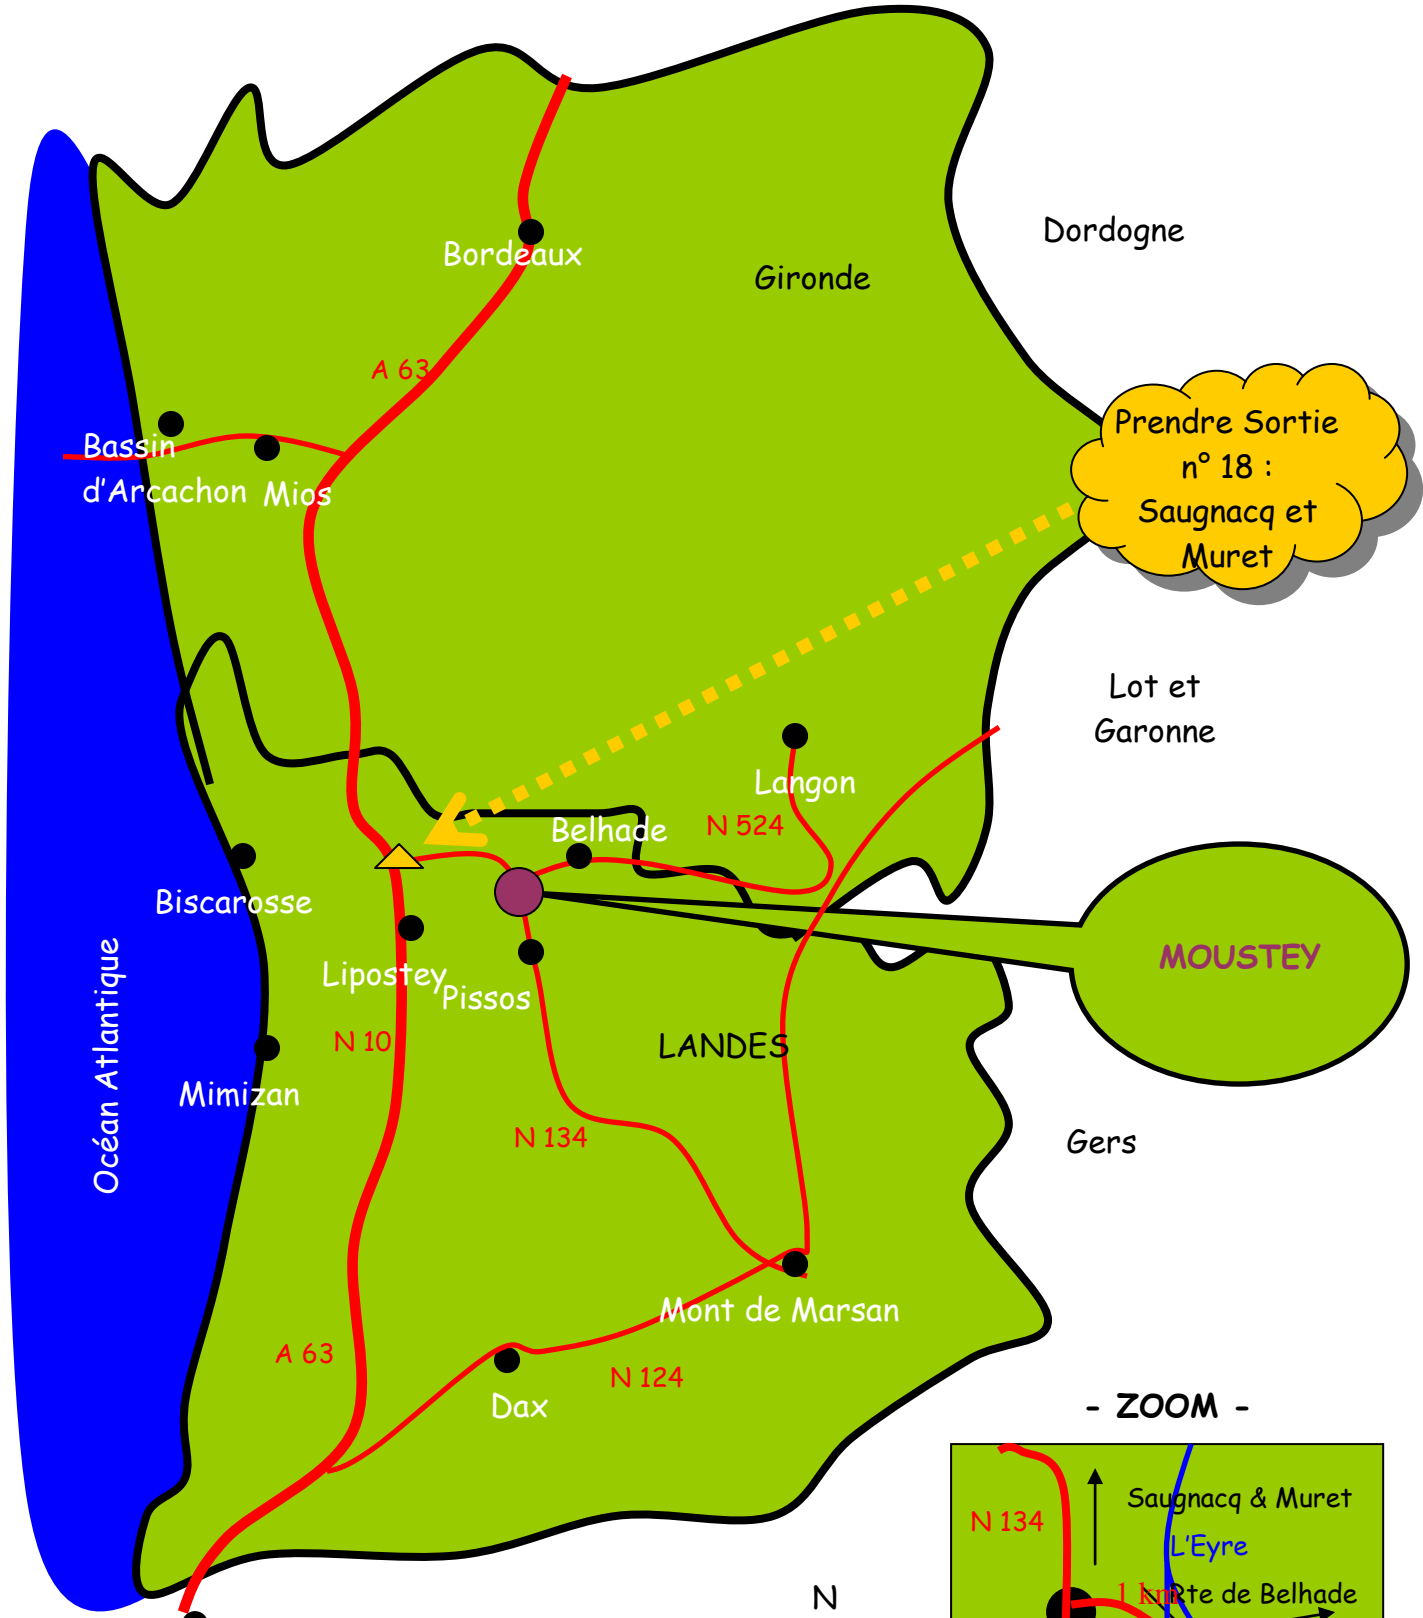 Dordogne
Bordeaux
Gironde
A 63
Prendre Sortie
n° 18 :
Saugnacq et
Muret
Bassin
d'Arcachon
Mios
Lot et
Garonne
Langon
N 524
Belhade
Biscarosse
MOUSTEY
Lipostey
Pissos
Océan Atlantique
N 10
LANDES
Mimizan
N 134
Gers
Mont de Marsan
A 63
N 124
Dax
- ZOOM -
Saugnacq & Muret
N 134
L'Eyre
1 km
Rte de Belhade
N